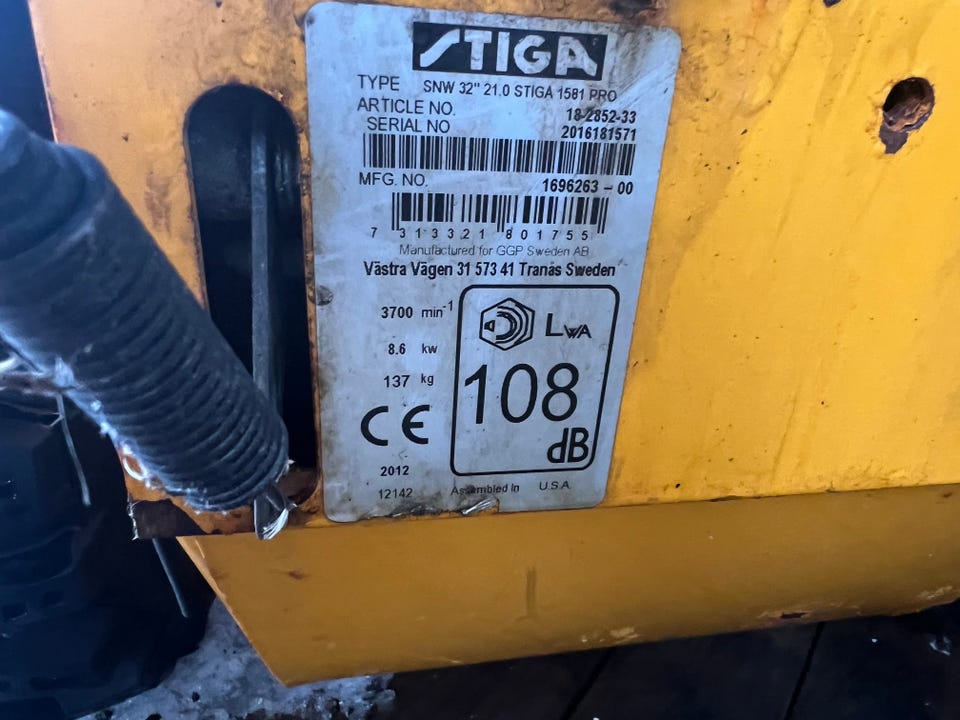 STIGA
TYPE SNW 32" 21.0 STIGA 1581 PRO
ARTICLE NO. 18-2852-33
SERIAL NO 2016181571
MFG. NO. 1696263 - 00
7 313321 801755
Manufactured for GGP Sweden AB
Västra Vägen 31 573 41 Tranås Sweden
3700 min-1
8.6 kw
137 kg
CE
2012
12142
LWA
108
dB
Assembled in U.S.A.